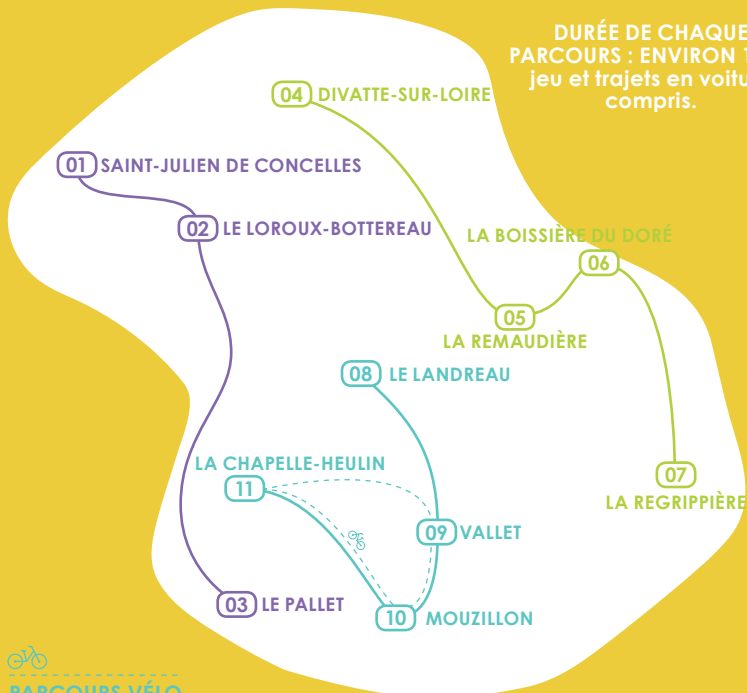 DURÉE DE CHAQUE
PARCOURS : ENVIRON
jeu et trajets en
compris.
04 DIVATTE-SUR-LOIRE
01 SAINT-JULIEN DE CONCELLES
02 LE LOROUX-BOTTEREAU
LA BOISSIÈRE DU DORÉ
06
05
LA REMAUDIÈRE
08 LE LANDREAU
LA CHAPELLE-HEULIN
11
07
LA REGRIPPIÈRE
09 VALLET
03 LE PALLET
10 MOUZILLON
PARCOURS VÉLO